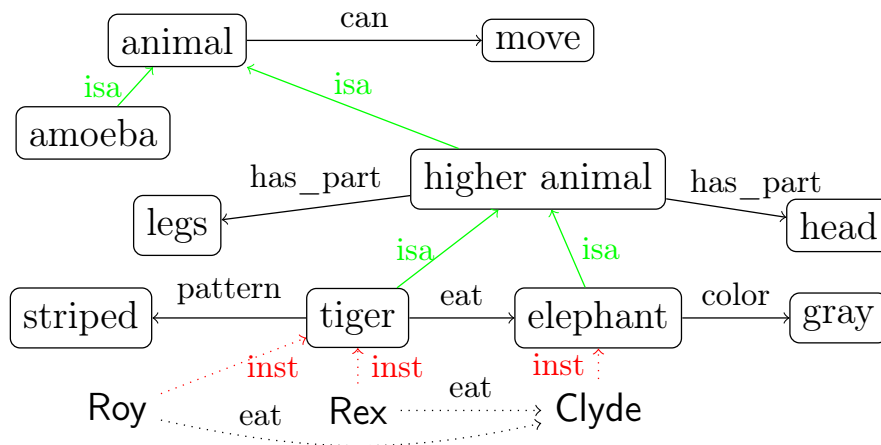 animal can move
isa isa
amoeba
has_part higher animal has_part
legs head
isa isa
striped pattern tiger eat elephant color gray
inst inst inst
Roy eat Rex eat Clyde